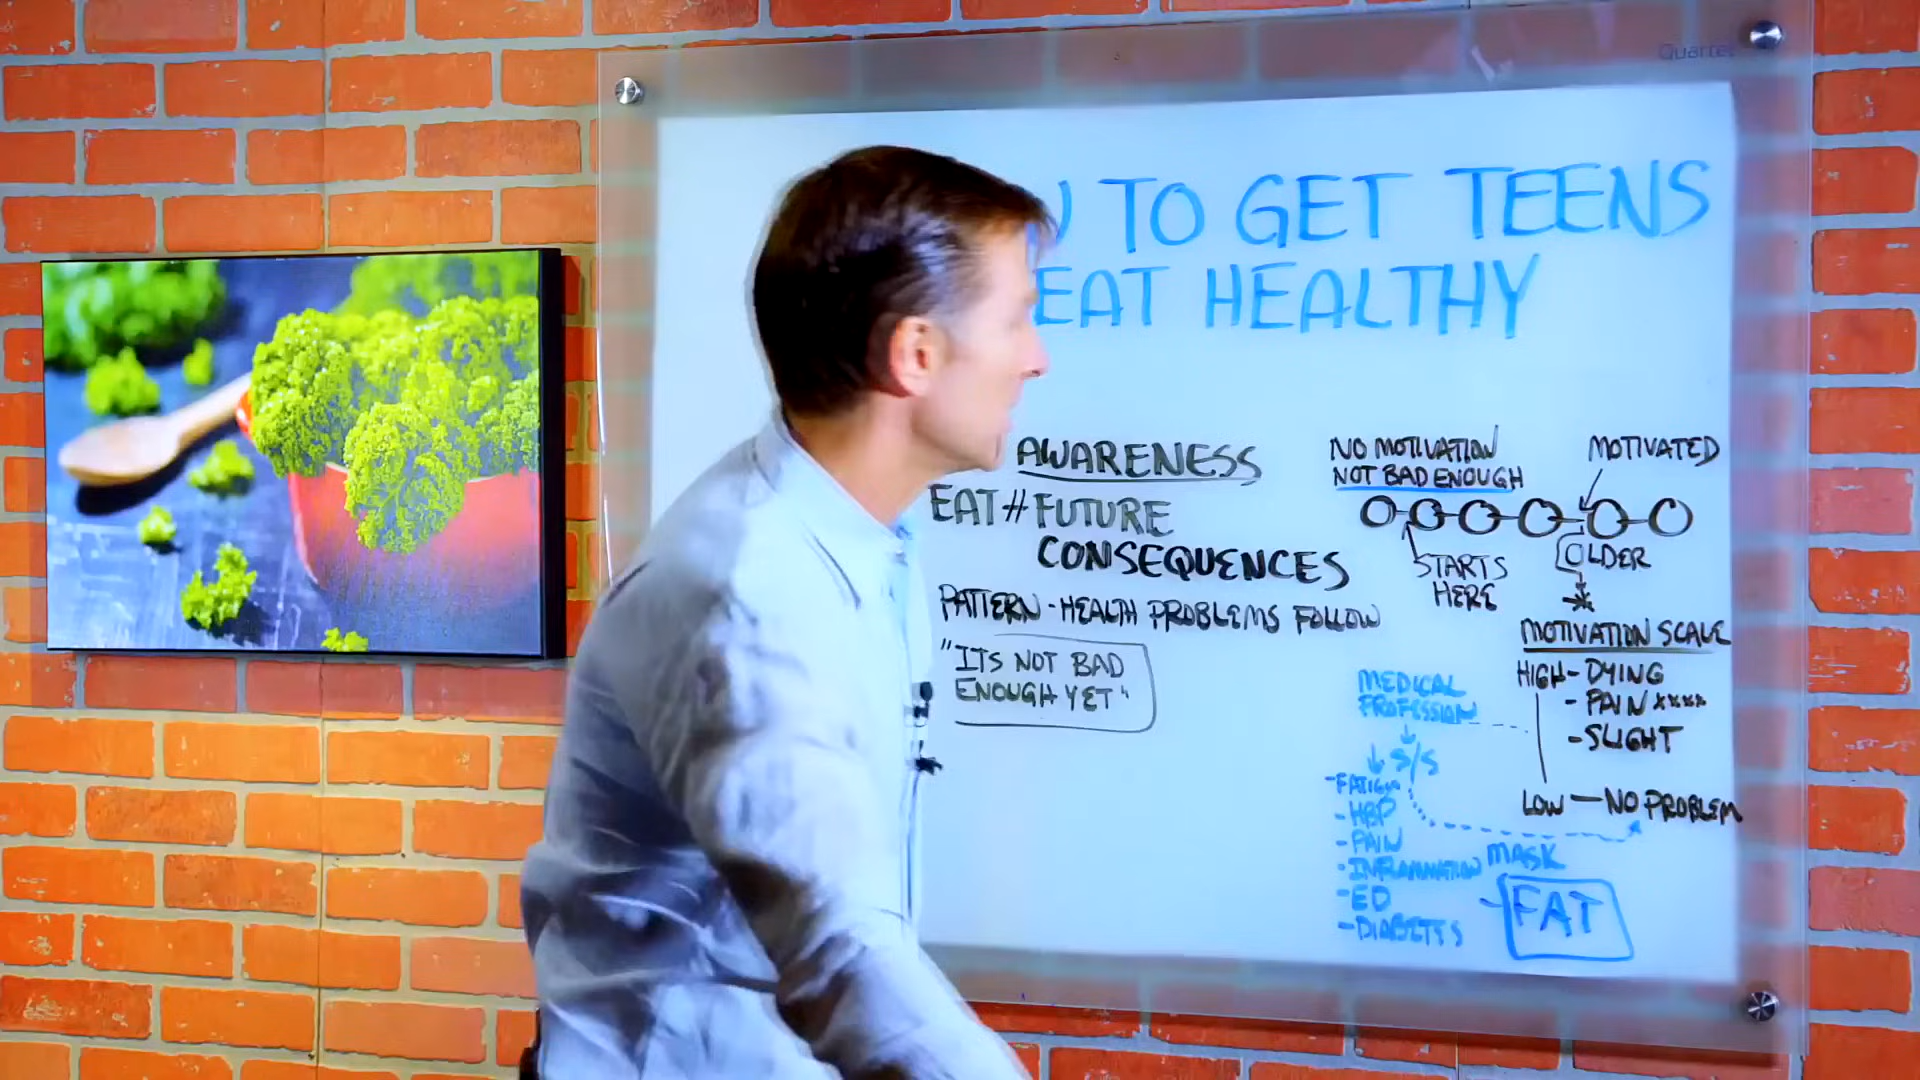 Quartet
TO GET TEENS
EAT HEALTHY
AWARENESS
EAT # FUTURE
CONSEQUENCES
PATTERN - HEALTH PROBLEMS FOLLOW
"ITS NOT BAD
ENOUGH YET"
NO MOTIVATION
NOT BAD ENOUGH
MOTIVATED
STARTS
HERE
OLDER
MOTIVATION SCALE
HIGH - DYING
- PAIN xxxx
- SLIGHT
LOW — NO PROBLEM
MEDICAL
PROFESSION
S/S
- FATIGUE
- HBP
- PAIN
- INFLAMMATION
- ED
- DIABETES
MASK
- FAT